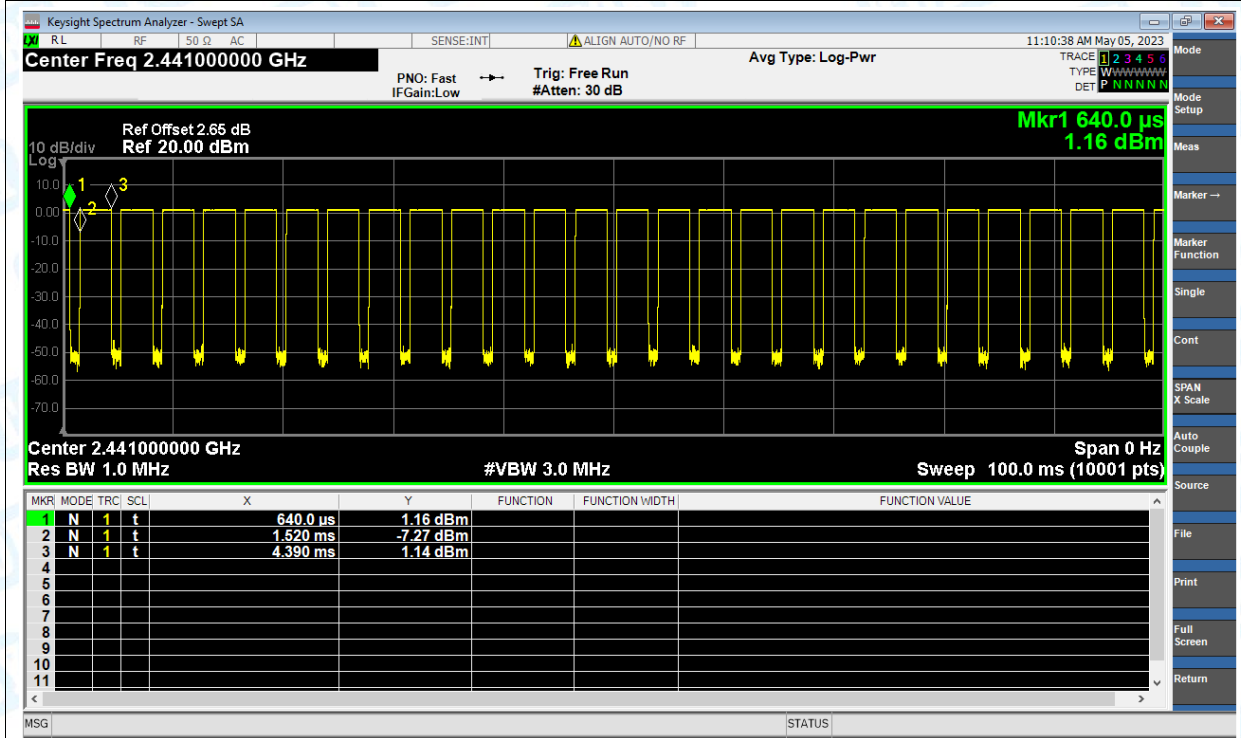 Keysight Spectrum Analyzer - Swept SA
LXI RL RF 50 Ω AC SENSE:INT ALIGN AUTO/NO RF 11:10:38 AM May 05, 2023
Center Freq 2.441000000 GHz Avg Type: Log-Pwr TRACE 1 2 3 4 5 6
PNO: Fast Trig: Free Run TYPE WWWWWW
IFGain:Low #Atten: 30 dB DET P N N N N N
Mkr1 640.0 µs
Ref Offset 2.65 dB
10 dB/div Ref 20.00 dBm 1.16 dBm
Log
10.0
0.00
-10.0
-20.0
-30.0
-40.0
-50.0
-60.0
-70.0
1 3
2
Center 2.441000000 GHz Span 0 Hz
Res BW 1.0 MHz #VBW 3.0 MHz Sweep 100.0 ms (10001 pts)
MKR MODE TRC SCL X Y FUNCTION FUNCTION WIDTH FUNCTION VALUE
1 N 1 t 640.0 µs 1.16 dBm
2 N 1 t 1.520 ms -7.27 dBm
3 N 1 t 4.390 ms 1.14 dBm
4
5
6
7
8
9
10
11
MSG STATUS
Mode
Mode
Setup
Meas
Marker →
Marker
Function
Single
Cont
SPAN
X Scale
Auto
Couple
Source
File
Print
Full
Screen
Return